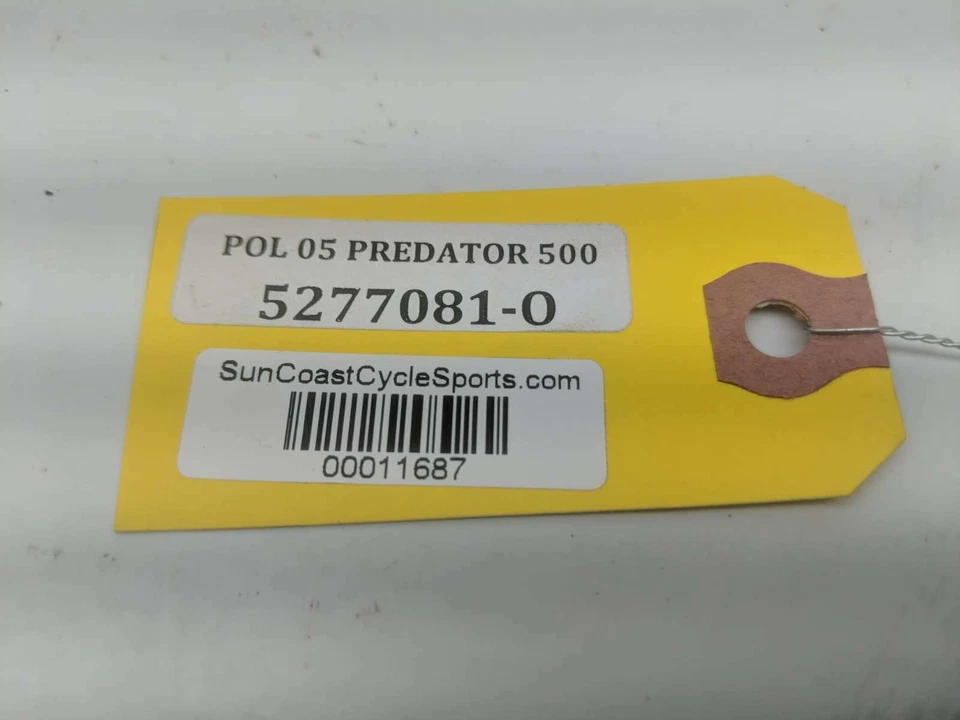 POL 05 PREDATOR 500
5277081-O
SunCoastCycleSports.com
00011687